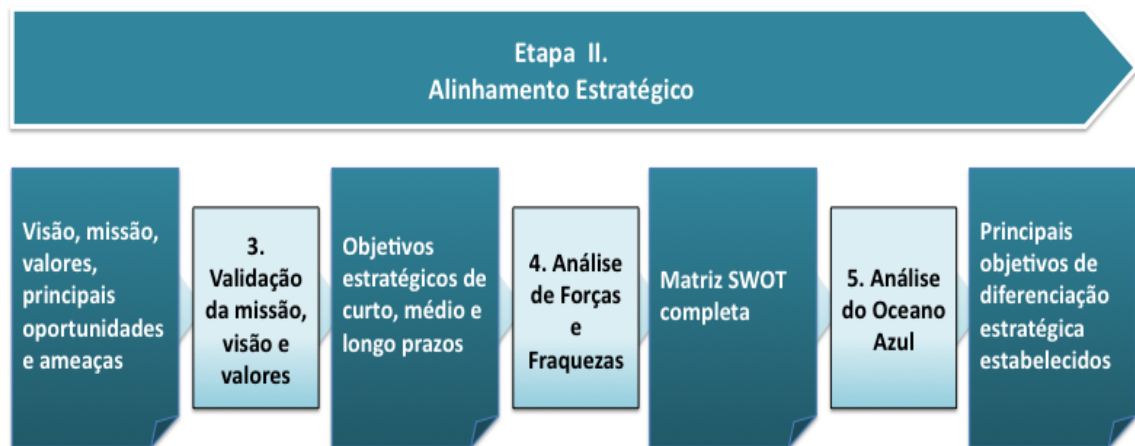 Etapa II.
Alinhamento Estratégico
Visão, missão,
valores,
principais
oportunidades
e ameaças
3.
Validação
da missão,
visão e
valores
Objetivos
estratégicos de
curto, médio e
longo prazos
4. Análise
de Forças
e
Fraquezas
Matriz SWOT
completa
5. Análise
do Oceano
Azul
Principais
objetivos de
diferenciação
estratégica
estabelecidos